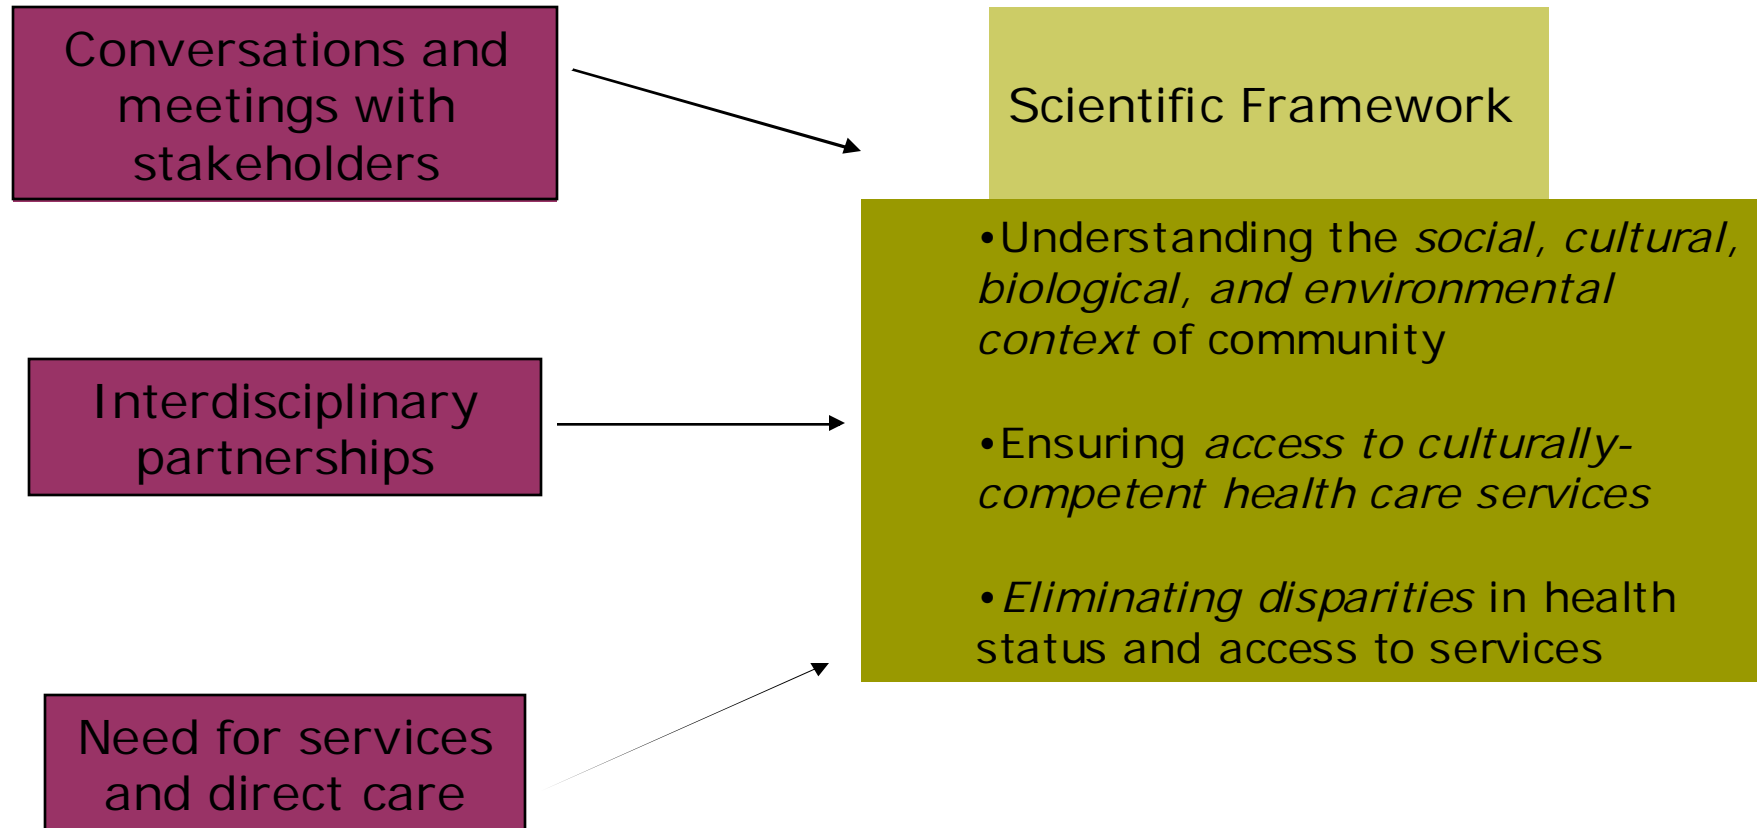 Conversations and
meetings with
stakeholders
Interdisciplinary
partnerships
Need for services
and direct care
Scientific Framework
•Understanding the social, cultural,
biological, and environmental
context of community
•Ensuring access to culturally-
competent health care services
•Eliminating disparities in health
status and access to services